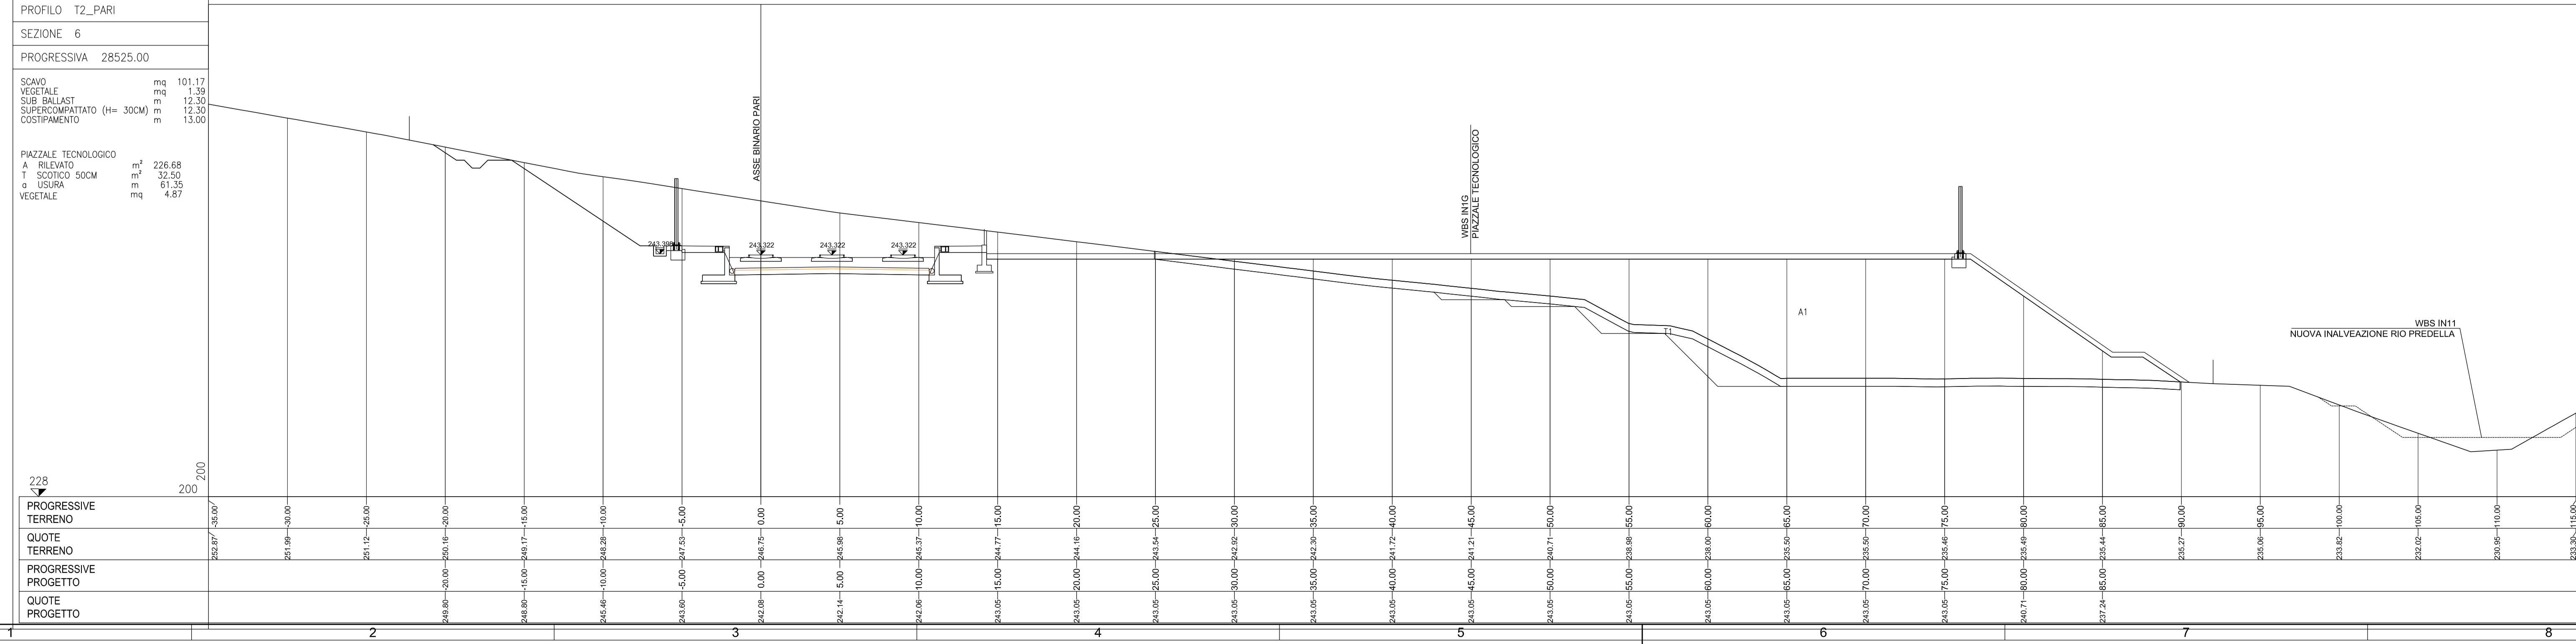 PROFILO T2_PARI
SEZIONE 6
PROGRESSIVA 28525.00
SCAVO mq 101.17
VEGETALE mq 1.39
SUB BALLAST m 12.30
SUPERCOMPATTATO (H= 30CM) m 12.30
COSTIPAMENTO m 13.00
PIAZZALE TECNOLOGICO
A RILEVATO m² 226.68
T SCOTICO 50CM m² 32.50
a USURA m 61.35
VEGETALE mq 4.87
ASSE BINARIO PARI
WBS IN1G
PIAZZALE TECNOLOGICO
243.322 243.322 243.322
A1
T1
WBS IN11
NUOVA INALVEAZIONE RIO PREDELLA
228
200
200
PROGRESSIVE TERRENO
-35.00 -30.00 -25.00 -20.00 -15.00 -10.00 -5.00 0.00 5.00 10.00 15.00 20.00 25.00 30.00 35.00 40.00 45.00 50.00 55.00 60.00 65.00 70.00 75.00 80.00 85.00 90.00 95.00 100.00 105.00 110.00 115.00
QUOTE TERRENO
252.87 251.99 251.12 250.16 249.17 248.28 247.53 246.75 245.98 245.37 244.77 244.16 243.54 242.92 242.30 241.72 241.21 240.71 238.98 238.00 235.50 235.50 235.46 235.49 235.44 235.27 235.06 233.82 232.02 230.95 233.30
PROGRESSIVE PROGETTO
-20.00 -15.00 -10.00 -5.00 0.00 5.00 10.00 15.00 20.00 25.00 30.00 35.00 40.00 45.00 50.00 55.00 60.00 65.00 70.00 75.00 80.00 85.00
QUOTE PROGETTO
249.80 248.80 245.46 243.60 242.08 242.14 242.06 243.05 243.05 243.05 243.05 243.05 243.05 243.05 243.05 243.05 243.05 243.05 243.05 243.05 240.71 237.24
1 2 3 4 5 6 7 8